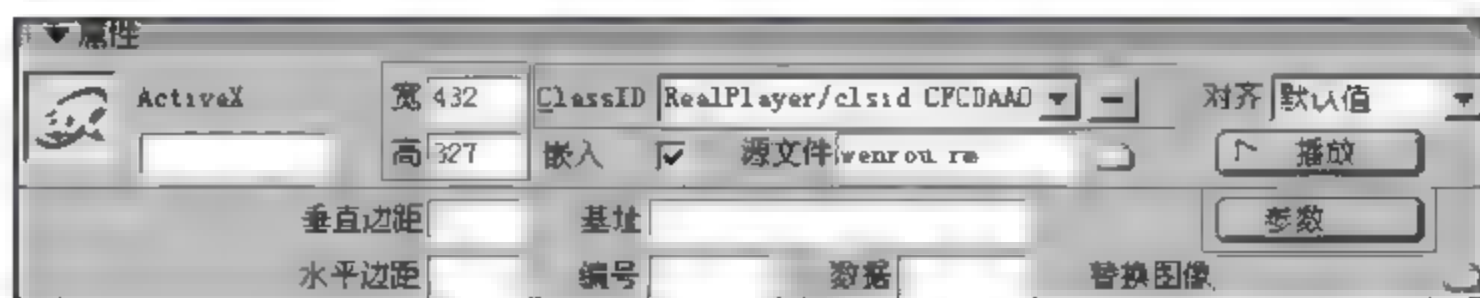 属性
ActiveX 宽 432 ClassID RealPlayer/clsid CFCDAA0 对齐 默认值
高 327 嵌入 源文件 wenrou.rm 播放
垂直边距 基址 参数
水平边距 编号 数据 替换图像